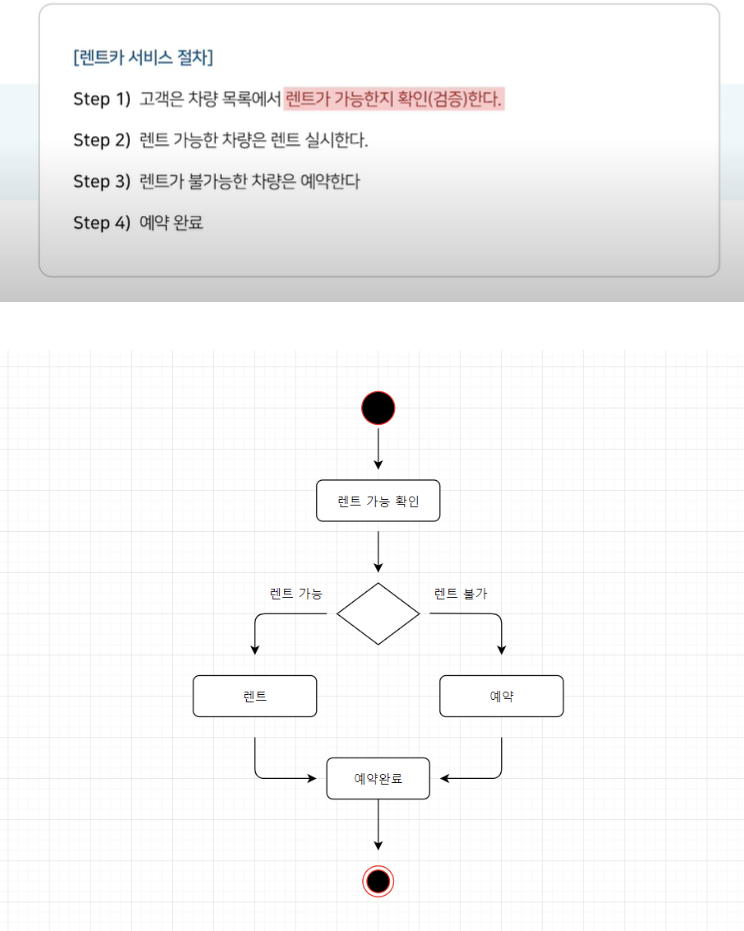 [렌트카 서비스 절차]
Step 1) 고객은 차량 목록에서 렌트가 가능한지 확인(검증)한다.
Step 2) 렌트 가능한 차량은 렌트 실시한다.
Step 3) 렌트가 불가능한 차량은 예약한다
Step 4) 예약 완료
렌트 가능 확인
렌트 가능
렌트 불가
렌트
예약
예약완료